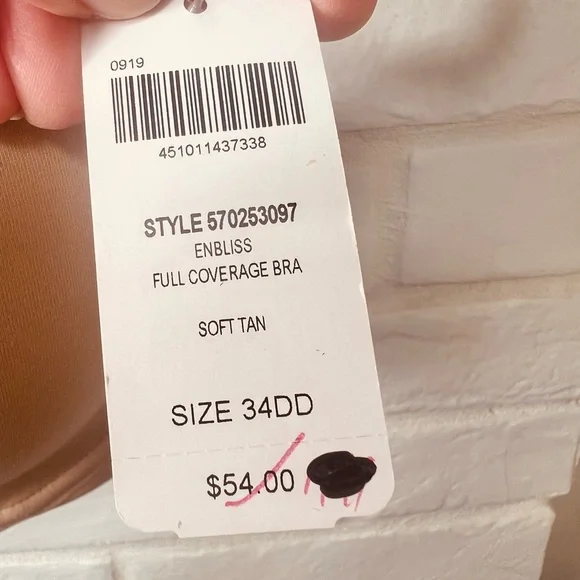 0919
451011437338
STYLE 570253097
ENBLISS
FULL COVERAGE BRA
SOFT TAN
SIZE 34DD
$54.00